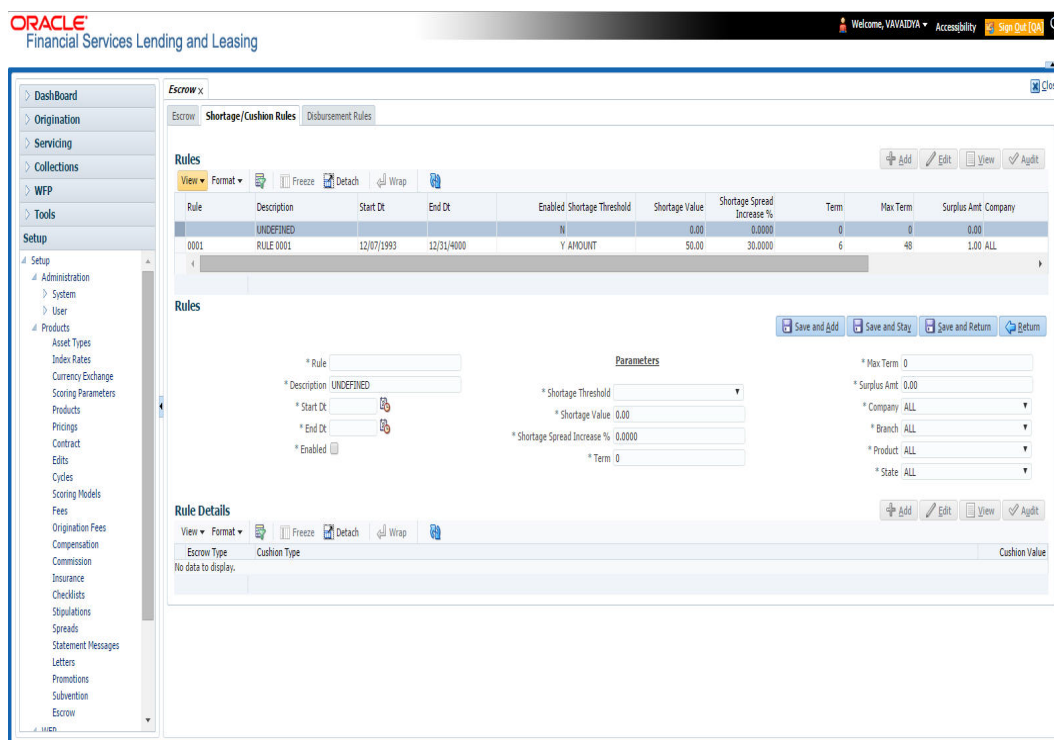 ORACLE
Financial Services Lending and Leasing
Welcome, VAVAIDYA
Accessibility
Sign Out [QA]
DashBoard
Origination
Servicing
Collections
WFP
Tools
Setup
Setup
Administration
System
User
Products
Asset Types
Index Rates
Currency Exchange
Scoring Parameters
Products
Pricings
Contract
Edits
Cycles
Scoring Models
Fees
Origination Fees
Compensation
Commission
Insurance
Checklists
Stipulations
Spreads
Statement Messages
Letters
Promotions
Subvention
Escrow
WFP
Escrow x
Clos
Escrow Shortage/Cushion Rules Disbursement Rules
Rules
Add Edit View Audit
View Format Freeze Detach Wrap
Rule Description Start Dt End Dt Enabled Shortage Threshold Shortage Value Shortage Spread Increase % Term Max Term Surplus Amt Company
UNDEFINED N 0.00 0.0000 0 0 0.00
0001 RULE 0001 12/07/1993 12/31/4000 Y AMOUNT 50.00 30.0000 6 48 1.00 ALL
Rules
Save and Add Save and Stay Save and Return Return
* Rule
* Description UNDEFINED
* Start Dt
* End Dt
* Enabled
Parameters
* Shortage Threshold
* Shortage Value 0.00
* Shortage Spread Increase % 0.0000
* Term 0
* Max Term 0
* Surplus Amt 0.00
* Company ALL
* Branch ALL
* Product ALL
* State ALL
Rule Details
Add Edit View Audit
View Format Freeze Detach Wrap
Escrow Type Cushion Type Cushion Value
No data to display.